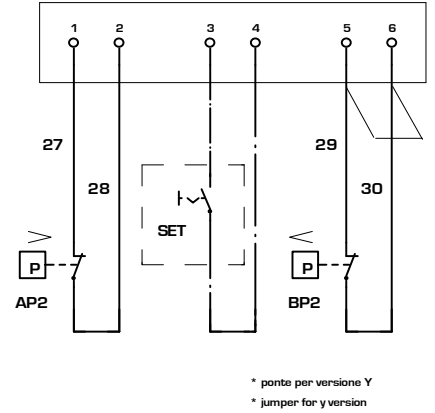 1 2 3 4 5 6
27 29
28 30
SET
> <
P P
AP2 BP2
* ponte per versione Y
* jumper for y version